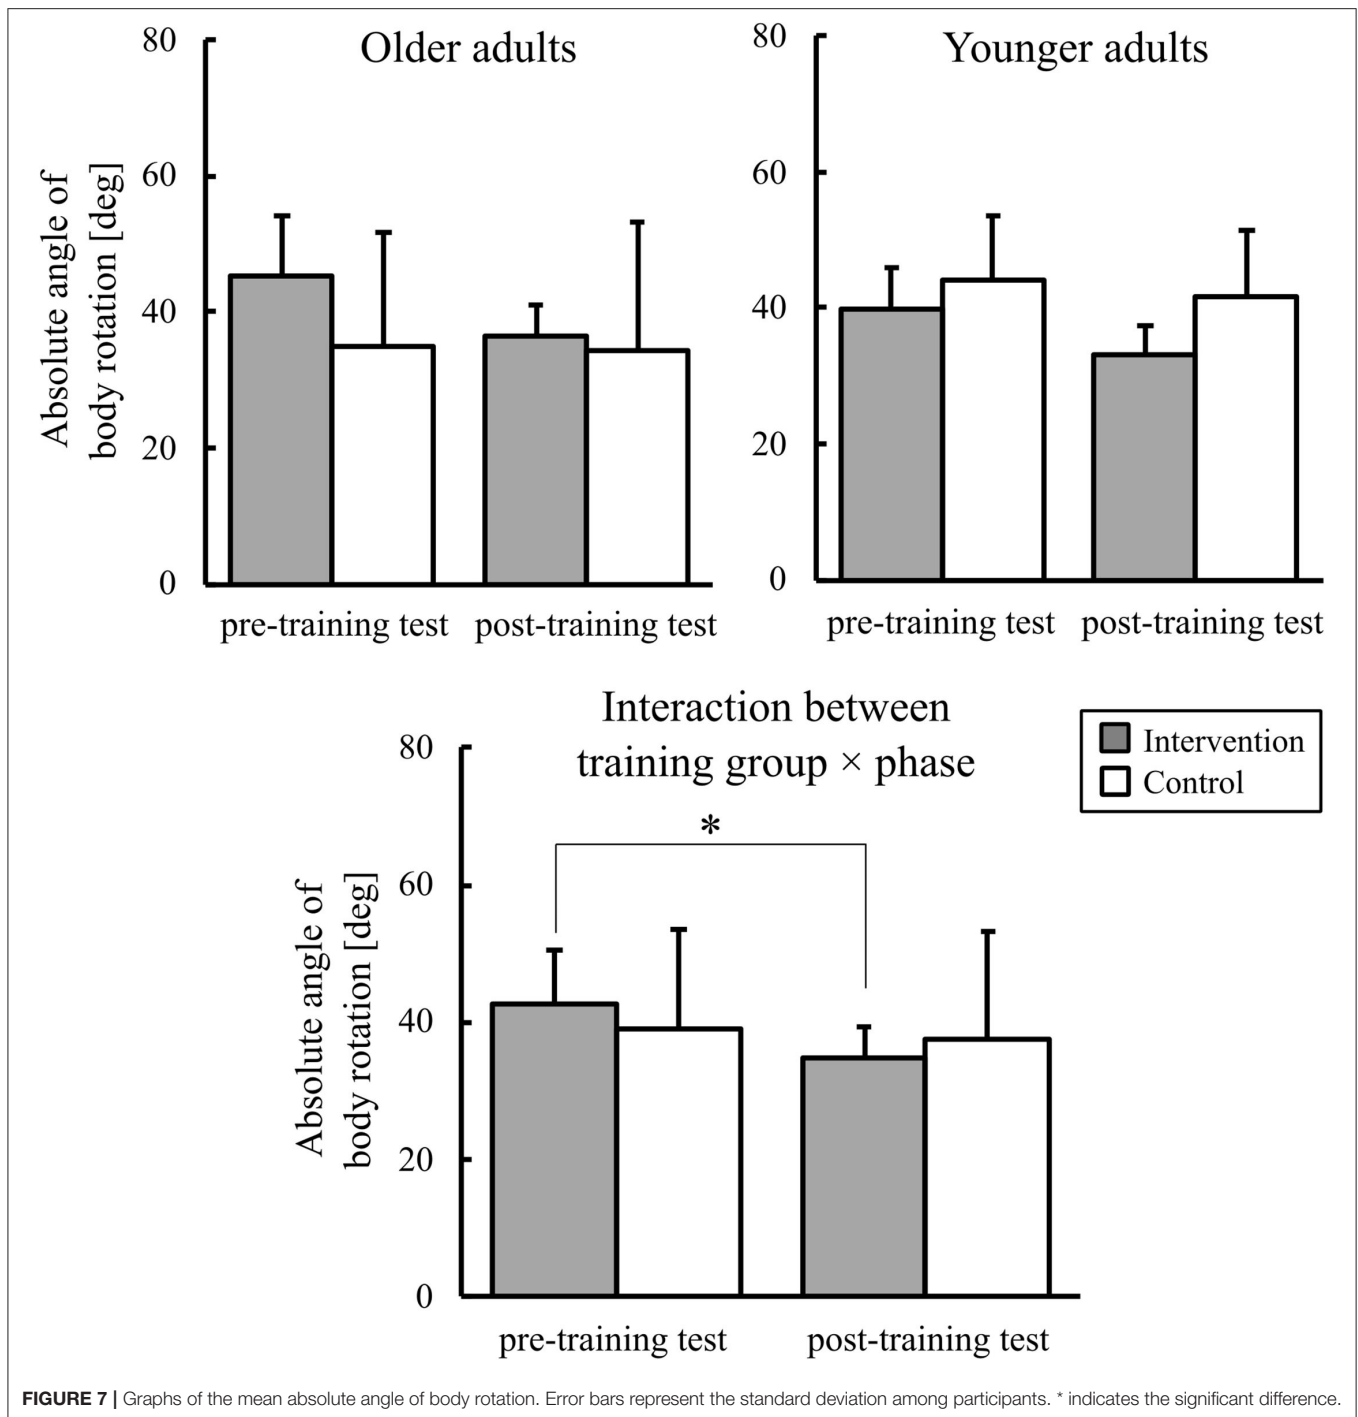 Older adults
80
60
40
20
0
Absolute angle of
body rotation [deg]
pre-training test post-training test
Younger adults
80
60
40
20
0
pre-training test post-training test
Interaction between
training group × phase
80
60
40
20
0
Absolute angle of
body rotation [deg]
*
pre-training test post-training test
Intervention
Control
FIGURE 7 | Graphs of the mean absolute angle of body rotation. Error bars represent the standard deviation among participants. * indicates the significant difference.